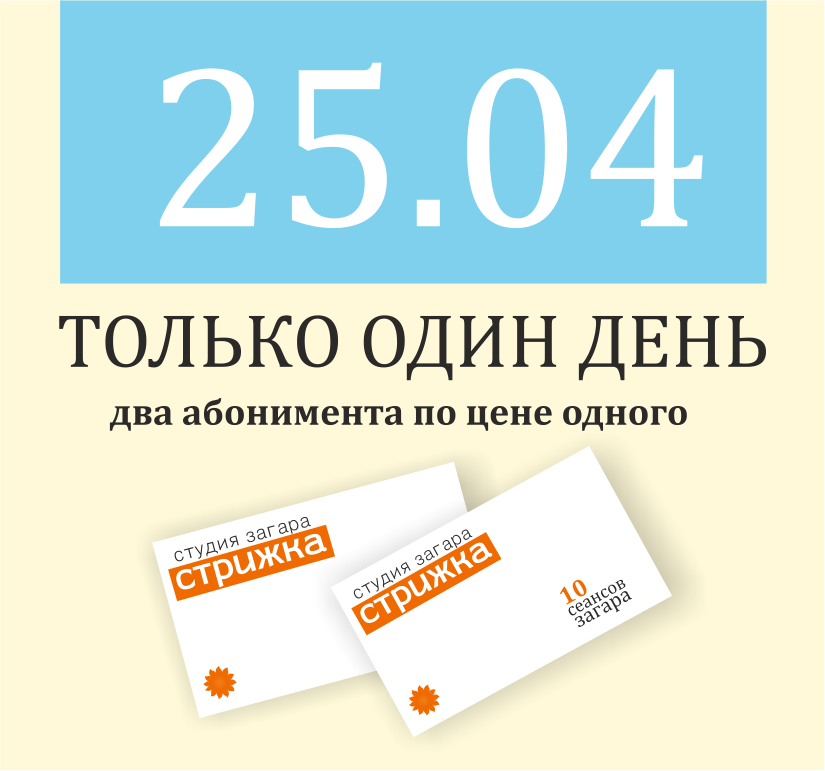 25.04
ТОЛЬКО ОДИН ДЕНЬ
два абонимента по цене одного
студия загара
стрижка
студия загара
стрижка
10
сеансов
загара